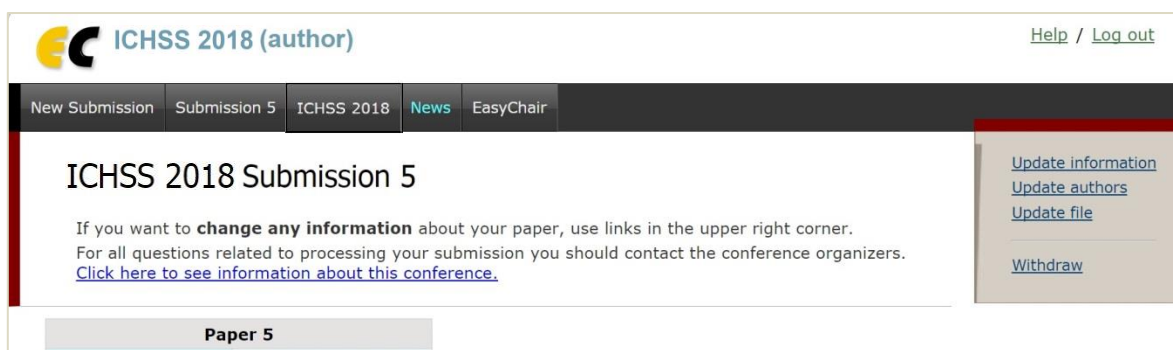 EC ICHSS 2018 (author)
Help / Log out
New Submission Submission 5 ICHSS 2018 News EasyChair
ICHSS 2018 Submission 5
If you want to change any information about your paper, use links in the upper right corner.
For all questions related to processing your submission you should contact the conference organizers.
Click here to see information about this conference.
Update information
Update authors
Update file
Withdraw
Paper 5